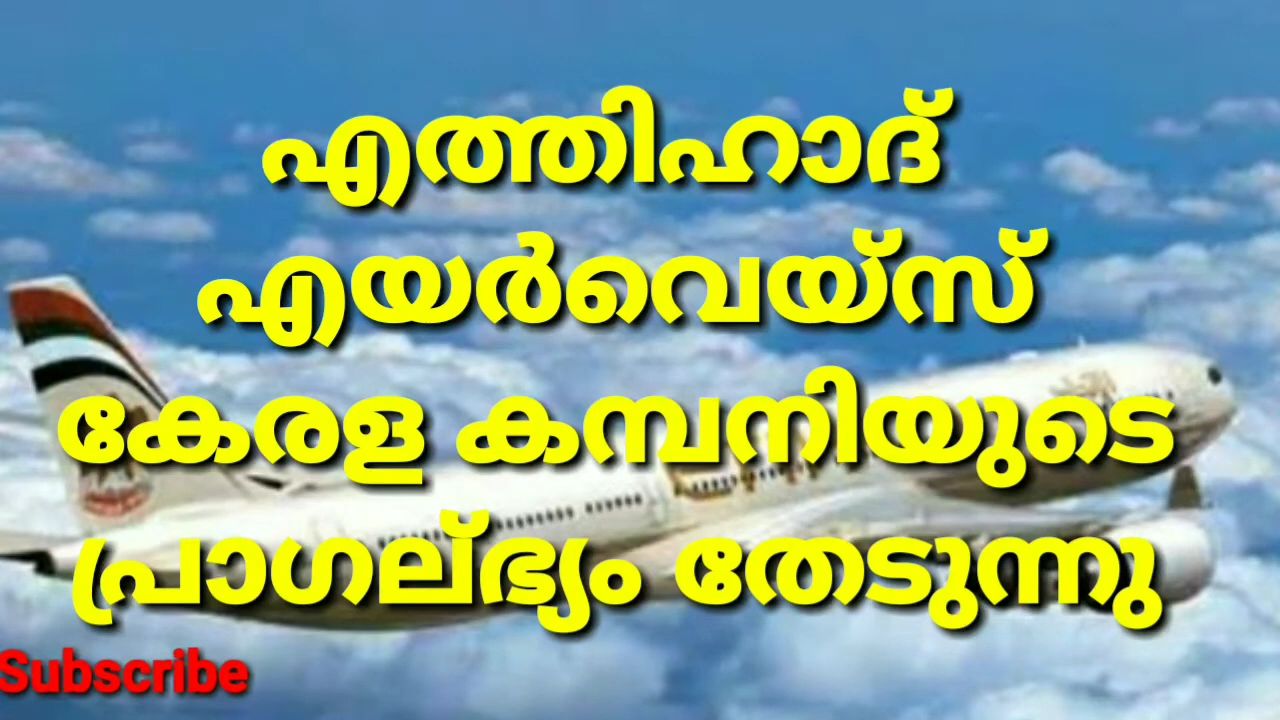 എത്തിഹാദ്
എയർവെയ്സ്
കേരള കമ്പനിയുടെ
പ്രാഗല്ഭ്യം തേടുന്നു
Subscribe